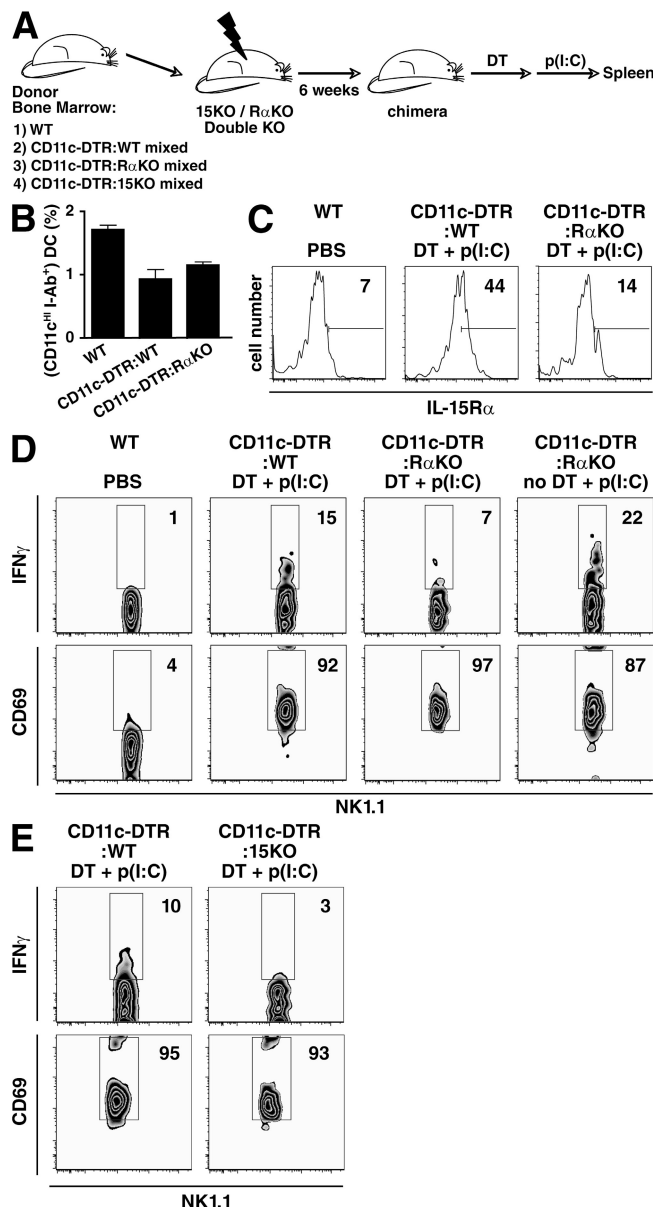 A
Donor
Bone Marrow:
1) WT
2) CD11c-DTR:WT mixed
3) CD11c-DTR:RαKO mixed
4) CD11c-DTR:15KO mixed
15KO / RαKO
Double KO
6 weeks
chimera
DT
p(I:C)
Spleen
B
(CD11cHI I-Ab+) DC (%)
2
1
0
WT
CD11c-DTR:WT
CD11c-DTR:RαKO
C
WT
PBS
CD11c-DTR
:WT
DT + p(I:C)
CD11c-DTR
:RαKO
DT + p(I:C)
cell number
7
44
14
IL-15Rα
D
WT
PBS
CD11c-DTR
:WT
DT + p(I:C)
CD11c-DTR
:RαKO
DT + p(I:C)
CD11c-DTR
:RαKO
no DT + p(I:C)
IFNγ
1
15
7
22
CD69
4
92
97
87
NK1.1
E
CD11c-DTR
:WT
DT + p(I:C)
CD11c-DTR
:15KO
DT + p(I:C)
IFNγ
10
3
CD69
95
93
NK1.1